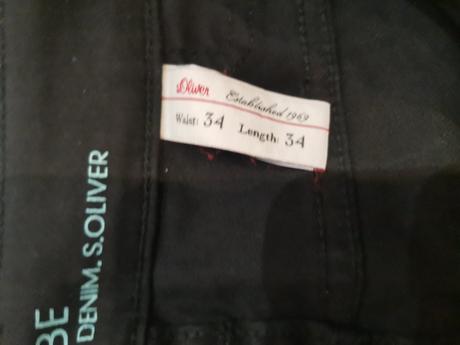 s.Oliver
Established 1969
Waist: 34 Length: 34
BE
DENIM. S.OLIVER